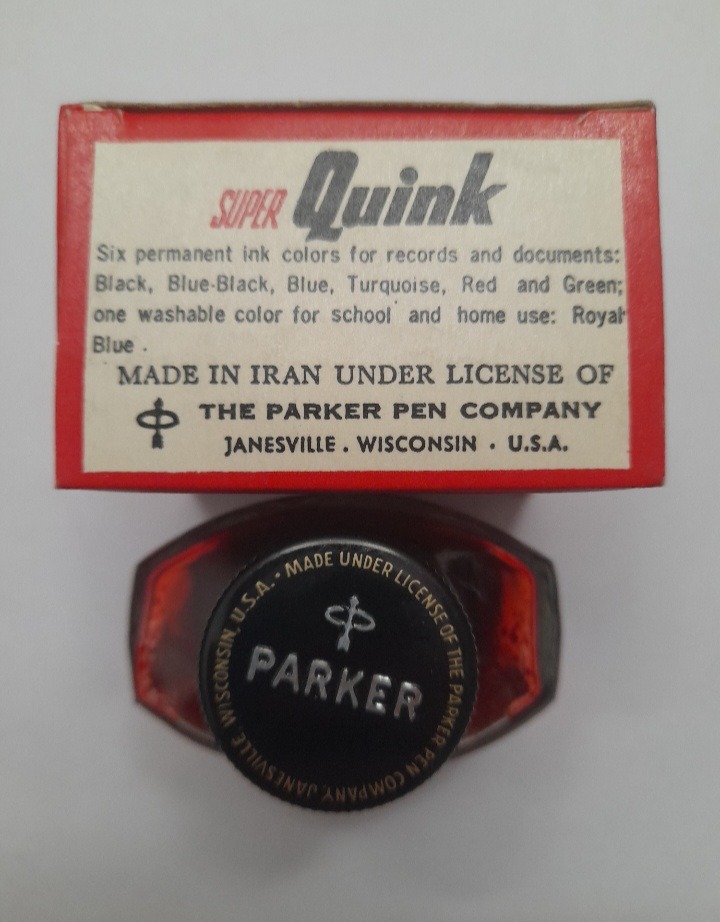 SUPER Quink
Six permanent ink colors for records and documents:
Black, Blue-Black, Blue, Turquoise, Red and Green;
one washable color for school and home use: Royal
Blue .
MADE IN IRAN UNDER LICENSE OF
THE PARKER PEN COMPANY
JANESVILLE . WISCONSIN . U.S.A.
PARKER
MADE UNDER LICENSE OF THE PARKER PEN COMPANY, JANESVILLE, WISCONSIN, U.S.A. •